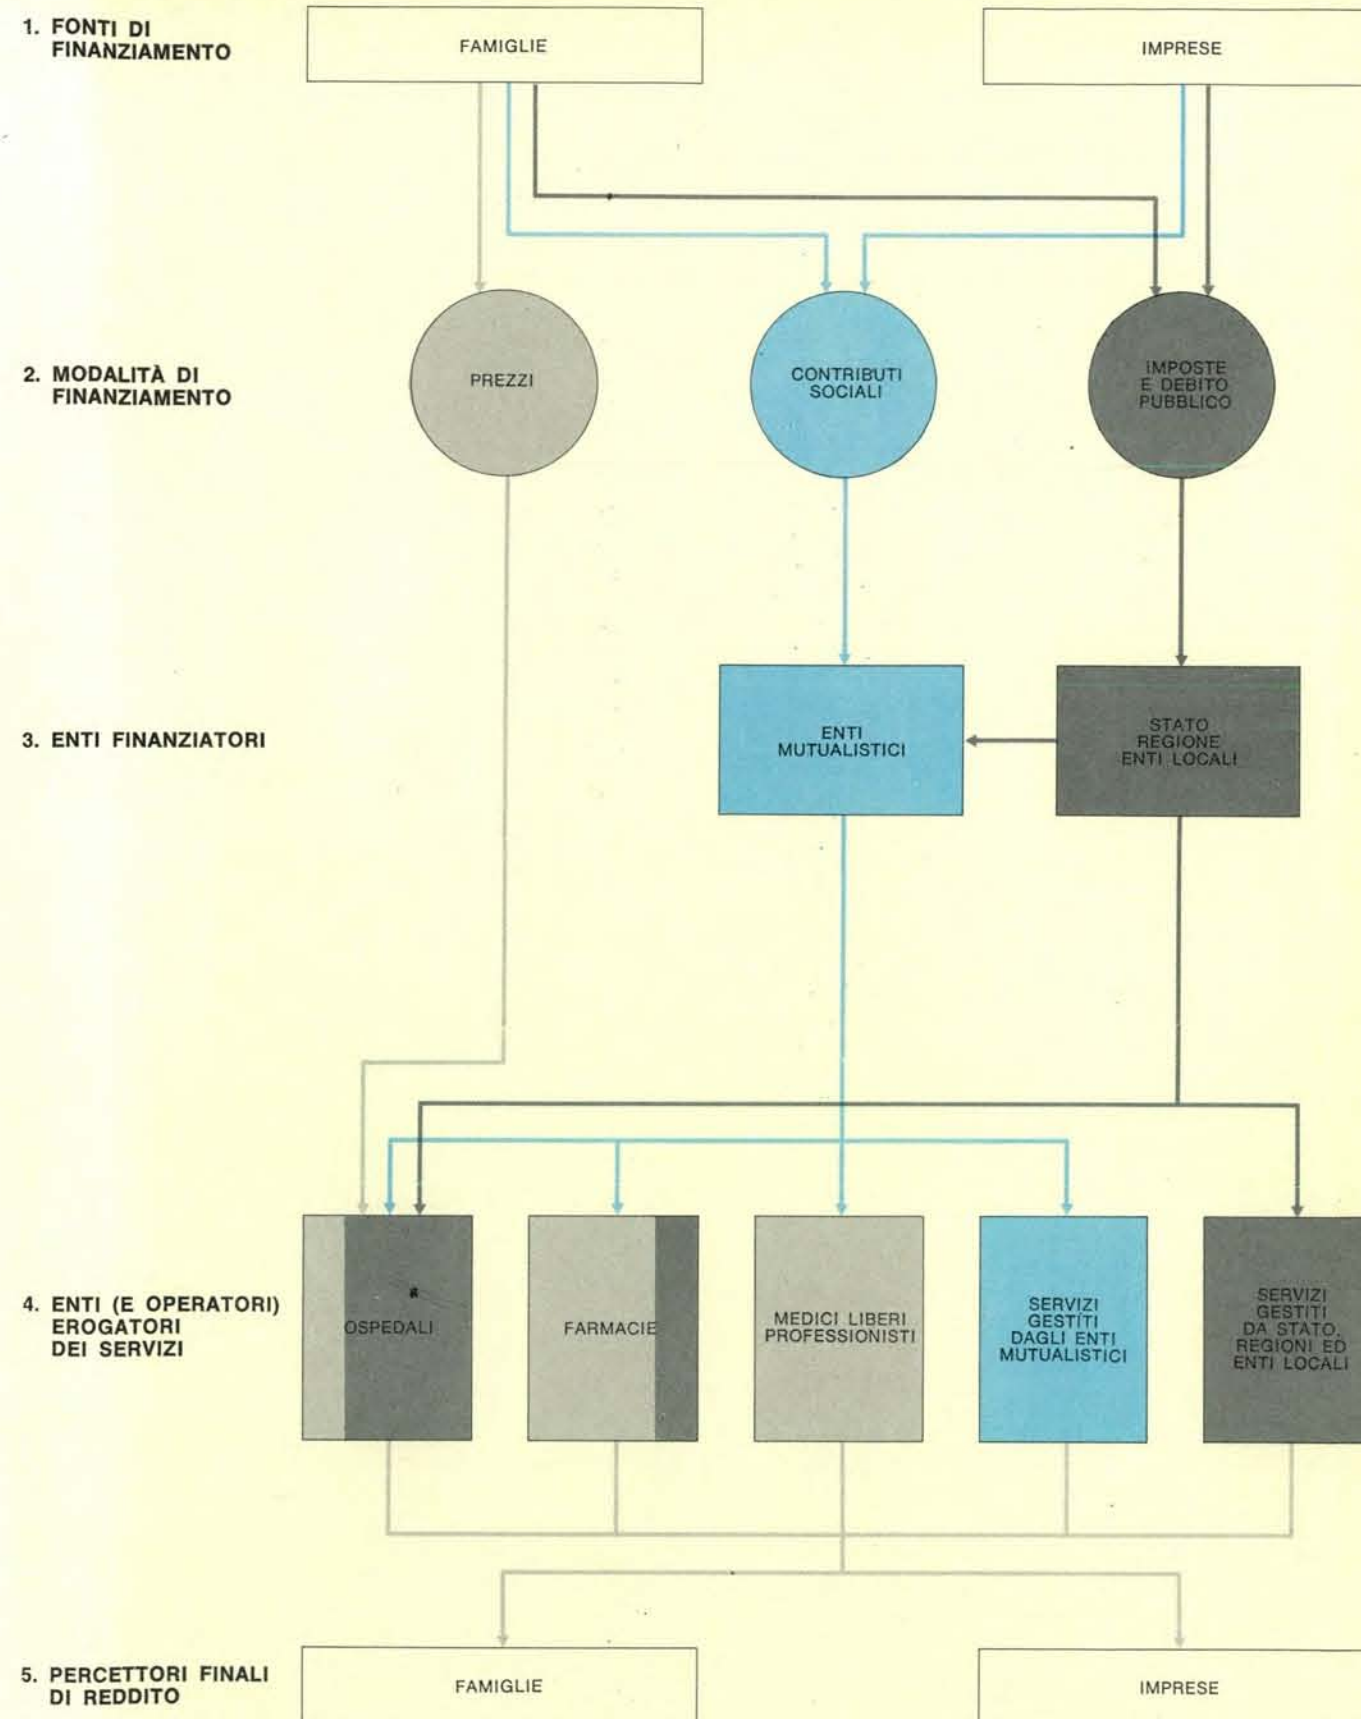 1. FONTI DI
FINANZIAMENTO
FAMIGLIE
IMPRESE
2. MODALITÀ DI
FINANZIAMENTO
PREZZI
CONTRIBUTI
SOCIALI
IMPOSTE
E DEBITO
PUBBLICO
3. ENTI FINANZIATORI
ENTI
MUTUALISTICI
STATO
REGIONE
ENTI LOCALI
4. ENTI (E OPERATORI)
EROGATORI
DEI SERVIZI
OSPEDALI
FARMACIE
MEDICI LIBERI
PROFESSIONISTI
SERVIZI
GESTITI
DAGLI ENTI
MUTUALISTICI
SERVIZI
GESTITI
DA STATO,
REGIONI ED
ENTI LOCALI
5. PERCETTORI FINALI
DI REDDITO
FAMIGLIE
IMPRESE